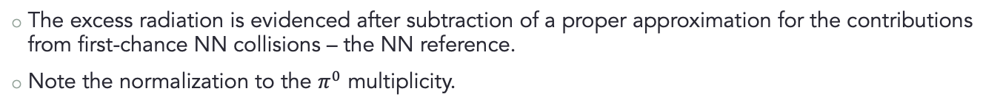 ○ The excess radiation is evidenced after subtraction of a proper approximation for the contributions
from first-chance NN collisions – the NN reference.
○ Note the normalization to the π⁰ multiplicity.